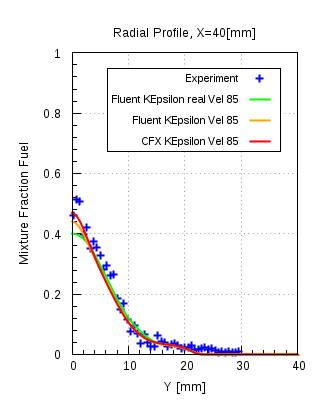 Radial Profile, X=40[mm]
1
Experiment
Fluent KEpsilon real Vel 85
0.8
Fluent KEpsilon Vel 85
CFX KEpsilon Vel 85
Mixture Fraction Fuel
0.6
0.4
0.2
0
0 10 20 30 40
Y [mm]